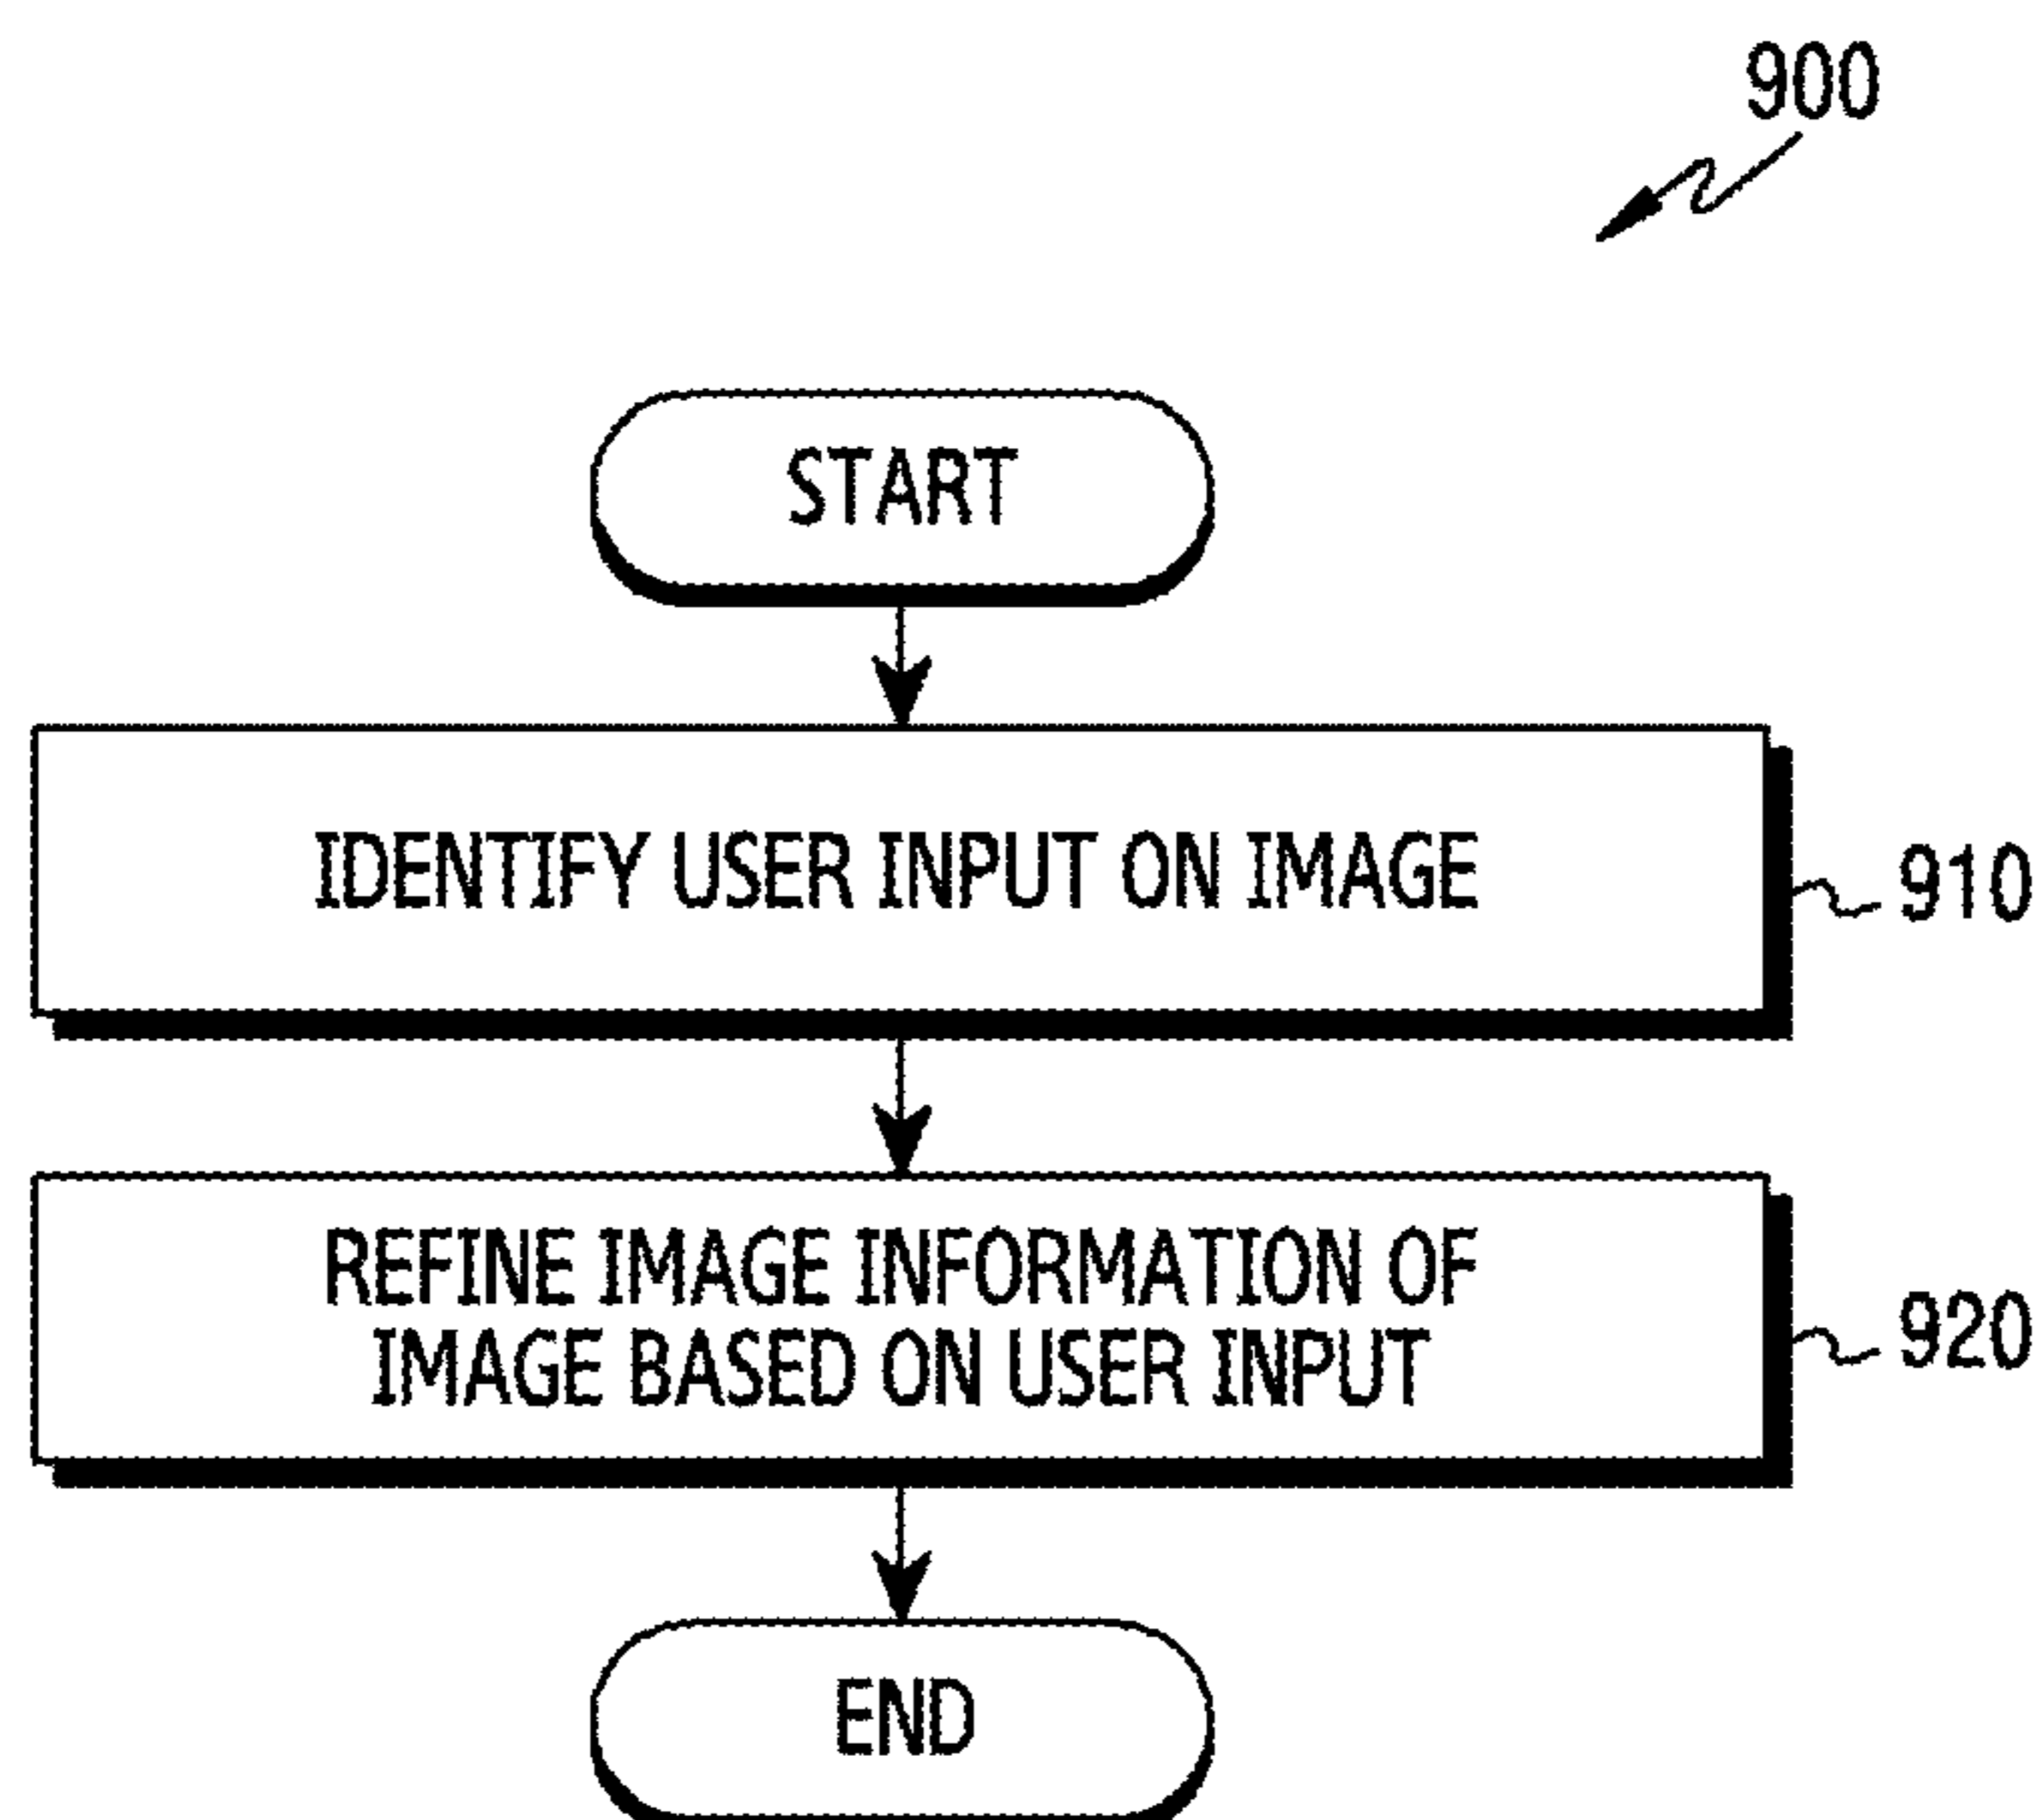 900
START
IDENTIFY USER INPUT ON IMAGE
910
REFINE IMAGE INFORMATION OF
IMAGE BASED ON USER INPUT
920
END